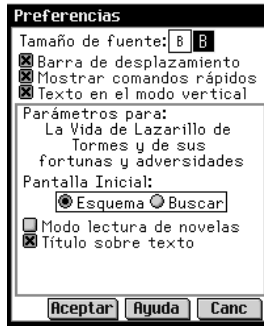 Preferencias
Tamaño de fuente: B B
Barra de desplazamiento
Mostrar comandos rápidos
Texto en el modo vertical
Parámetros para:
La Vida de Lazarillo de
Tormes y de sus
fortunas y adversidades
Pantalla Inicial:
Esquema Buscar
Modo lectura de novelas
Título sobre texto
Aceptar Ayuda Canc